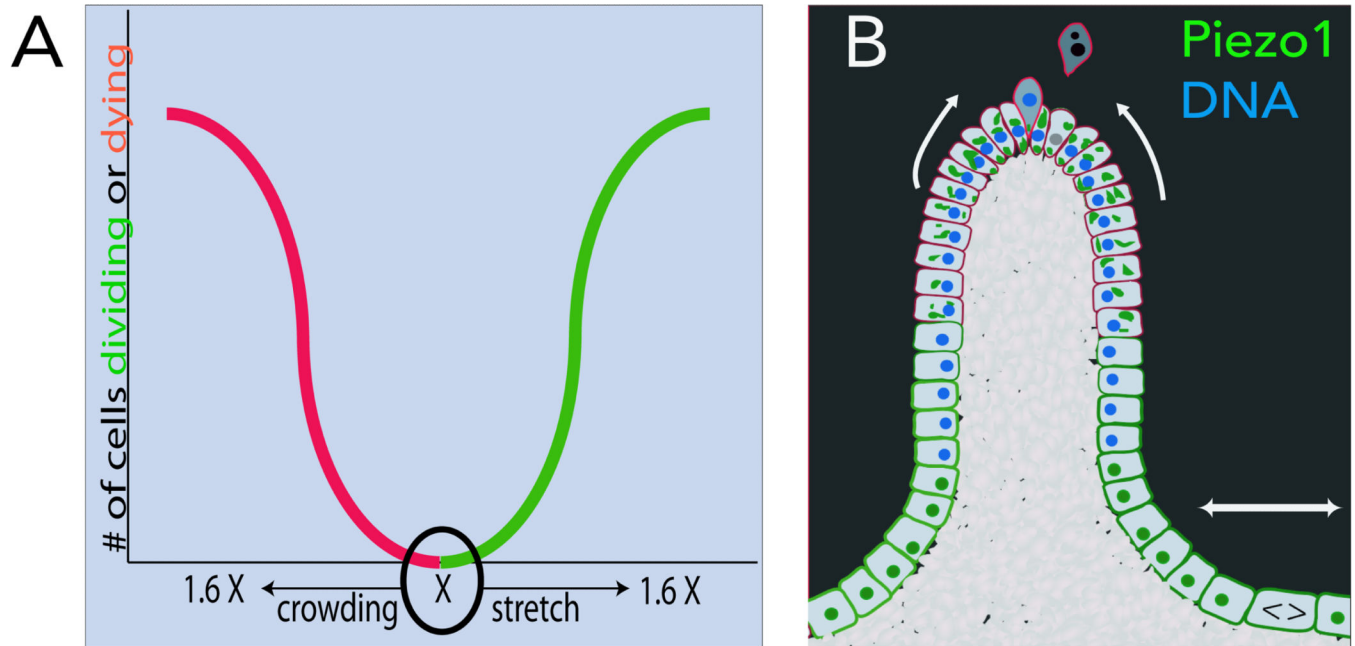 A
# of cells dividing or dying
1.6 X
crowding
X
stretch
1.6 X
B
Piezo1
DNA
< >